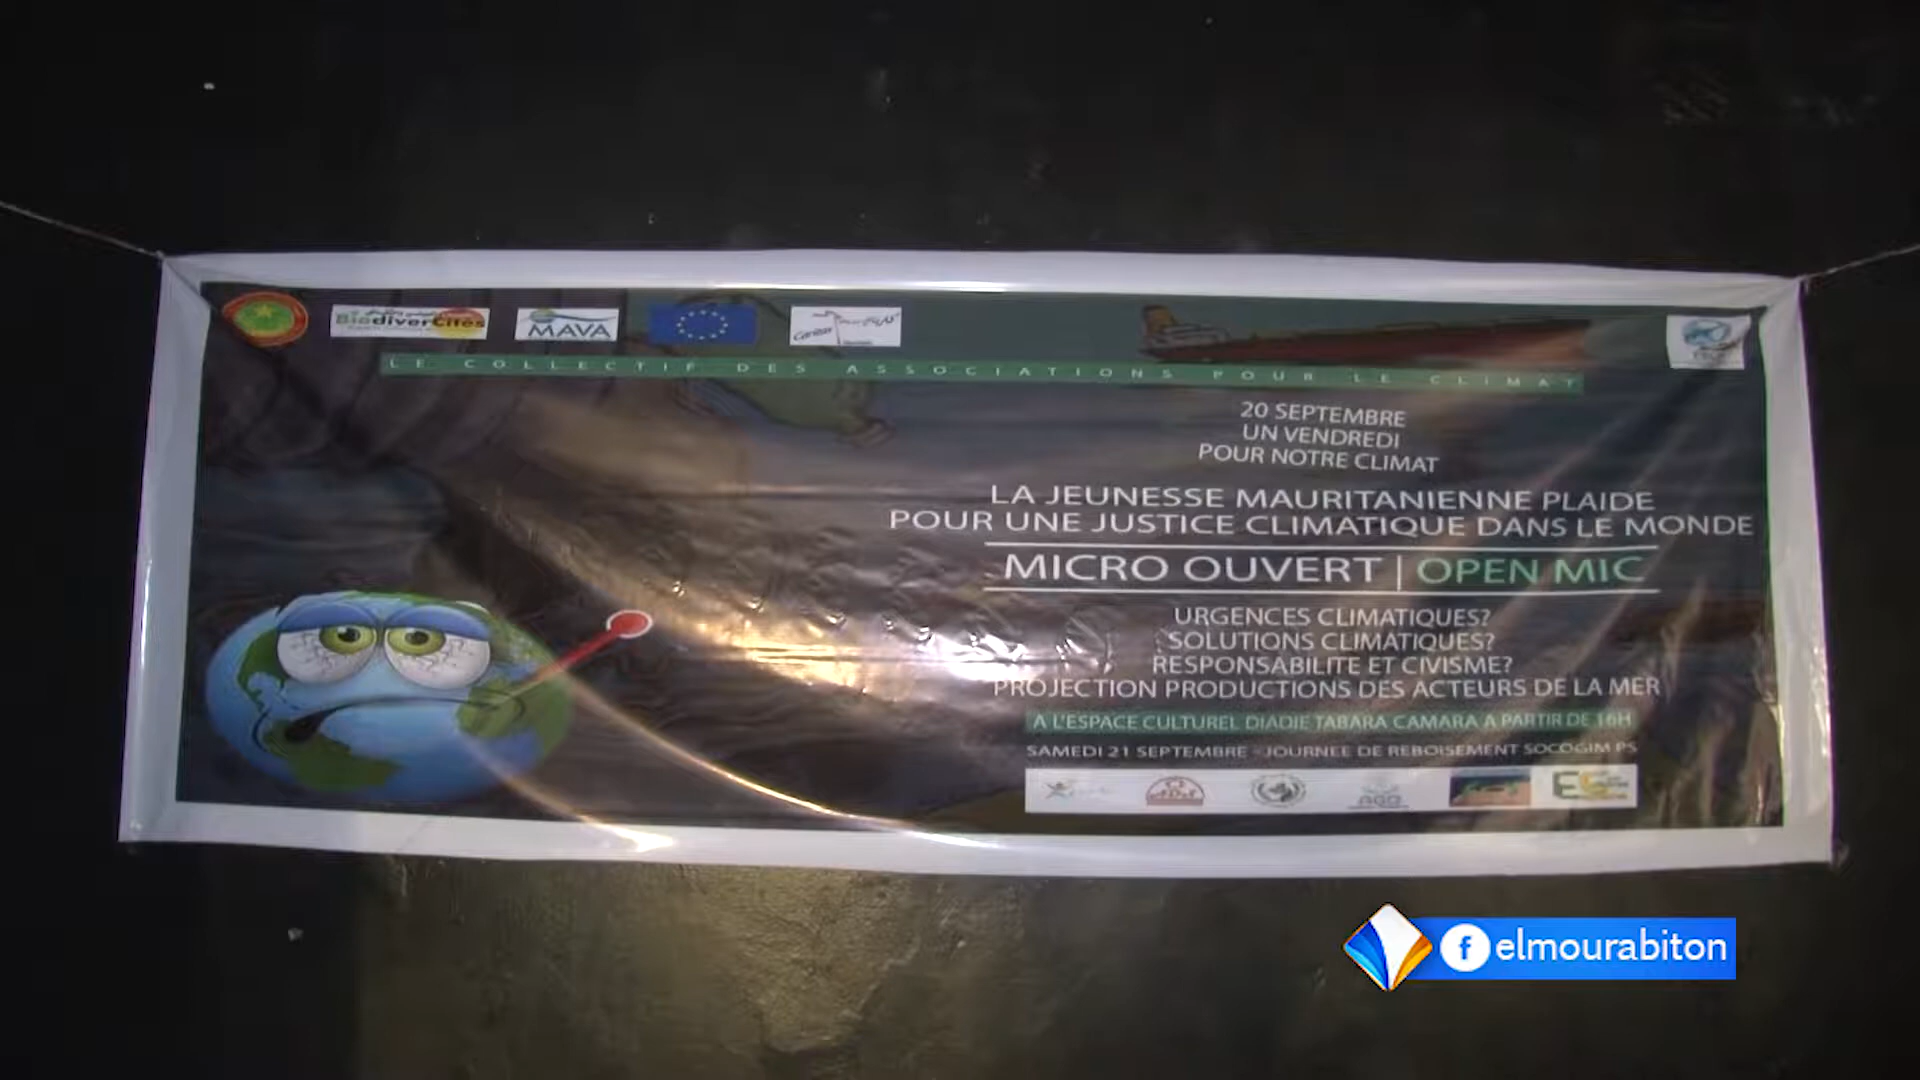 BiodiverCités
MAVA
LE COLLECTIF DES ASSOCIATIONS POUR LE CLIMAT
20 SEPTEMBRE
UN VENDREDI
POUR NOTRE CLIMAT
LA JEUNESSE MAURITANIENNE PLAIDE
POUR UNE JUSTICE CLIMATIQUE DANS LE MONDE
MICRO OUVERT | OPEN MIC
URGENCES CLIMATIQUES?
SOLUTIONS CLIMATIQUES?
RESPONSABILITE ET CIVISME?
PROJECTION PRODUCTIONS DES ACTEURS DE LA MER
A L'ESPACE CULTUREL DIADIE TABARA CAMARA A PARTIR DE 16H
SAMEDI 21 SEPTEMBRE - JOURNEE DE REBOISEMENT SOCOGIM PS
elmourabiton